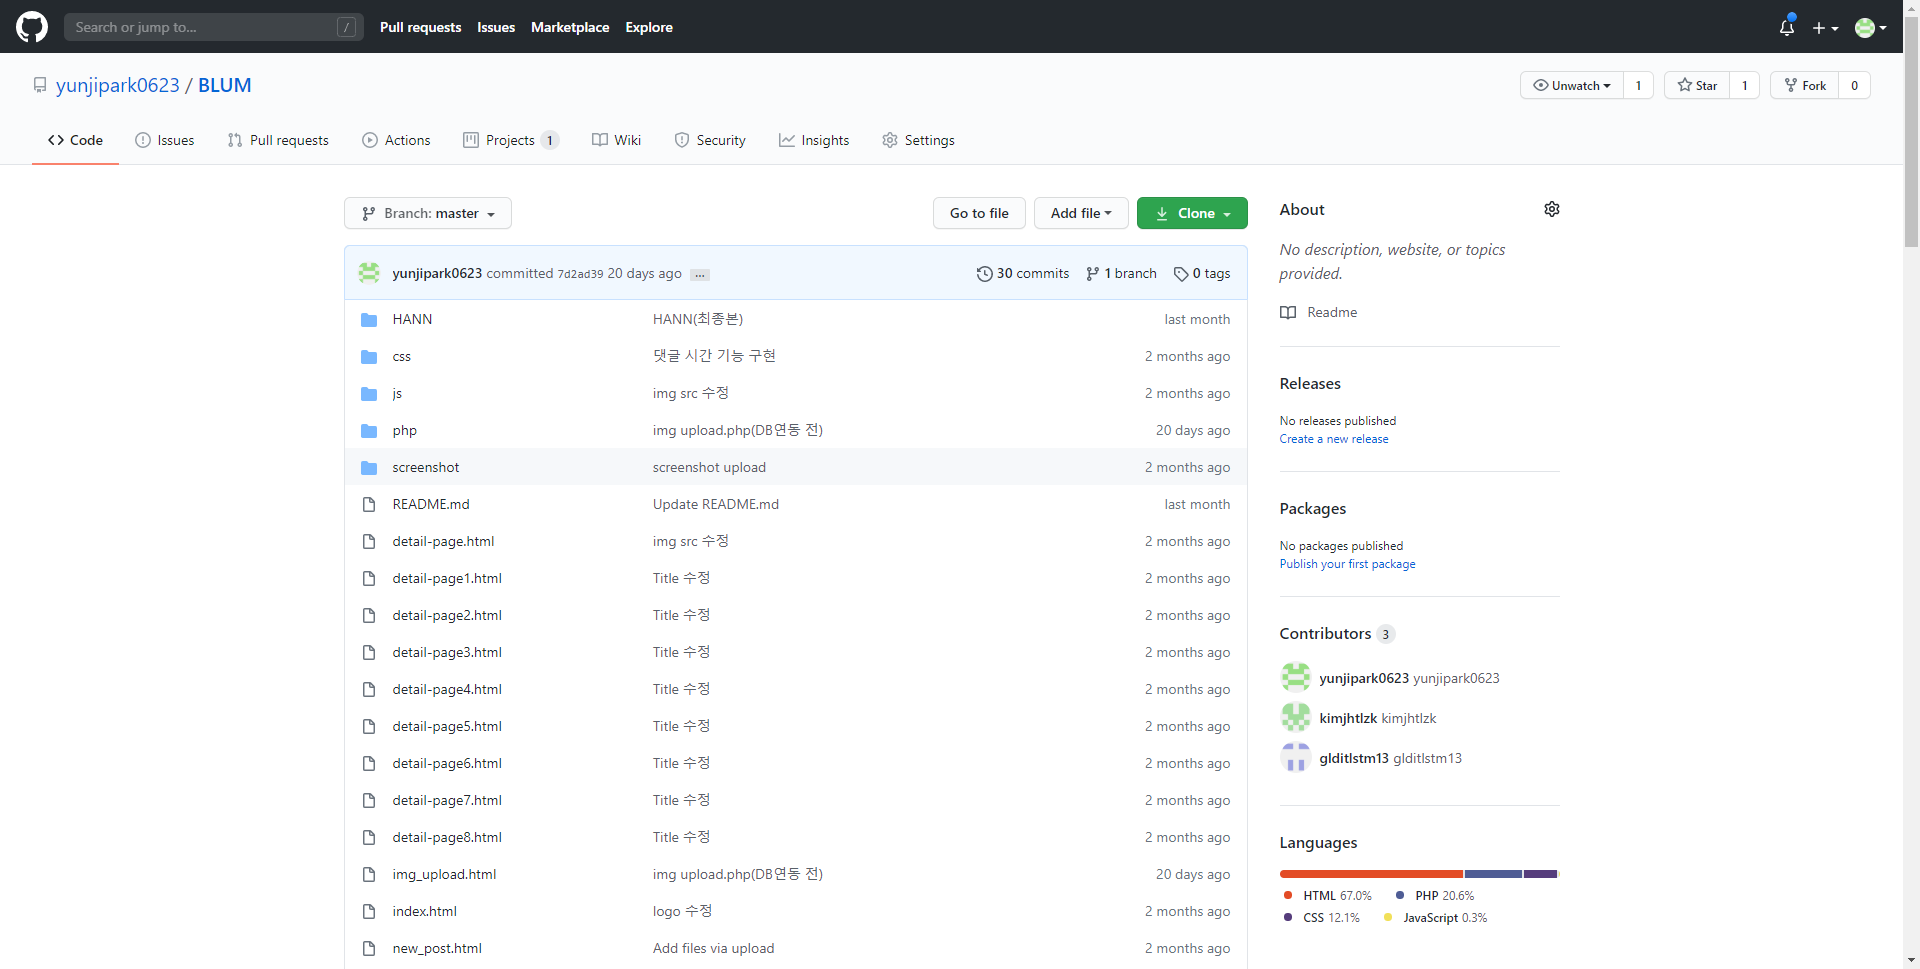 Search or jump to... / Pull requests Issues Marketplace Explore
yunjipark0623 / BLUM Unwatch 1 Star 1 Fork 0
Code Issues Pull requests Actions Projects 1 Wiki Security Insights Settings
Branch: master Go to file Add file Clone
yunjipark0623 committed 7d2ad39 20 days ago ... 30 commits 1 branch 0 tags
HANN HANN(최종본) last month
css 댓글 시간 기능 구현 2 months ago
js img src 수정 2 months ago
php img upload.php(DB연동 전) 20 days ago
screenshot screenshot upload 2 months ago
README.md Update README.md last month
detail-page.html img src 수정 2 months ago
detail-page1.html Title 수정 2 months ago
detail-page2.html Title 수정 2 months ago
detail-page3.html Title 수정 2 months ago
detail-page4.html Title 수정 2 months ago
detail-page5.html Title 수정 2 months ago
detail-page6.html Title 수정 2 months ago
detail-page7.html Title 수정 2 months ago
detail-page8.html Title 수정 2 months ago
img_upload.html img upload.php(DB연동 전) 20 days ago
index.html logo 수정 2 months ago
new_post.html Add files via upload 2 months ago
About
No description, website, or topics
provided.
Readme
Releases
No releases published
Create a new release
Packages
No packages published
Publish your first package
Contributors 3
yunjipark0623 yunjipark0623
kimjhtlzk kimjhtlzk
glditlstm13 glditlstm13
Languages
HTML 67.0% PHP 20.6%
CSS 12.1% JavaScript 0.3%